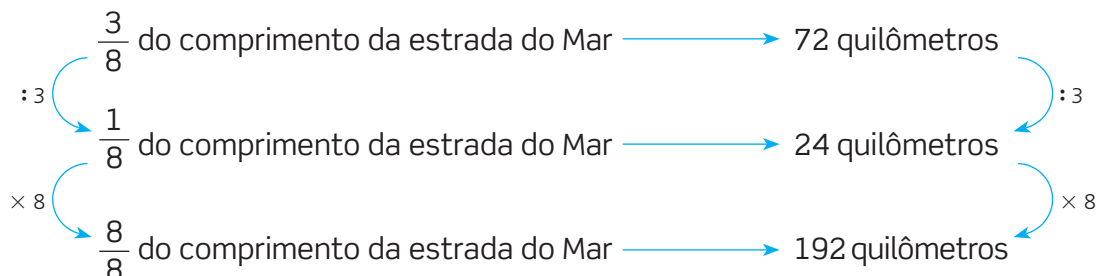 3/8 do comprimento da estrada do Mar → 72 quilômetros
: 3 : 3
1/8 do comprimento da estrada do Mar → 24 quilômetros
× 8 × 8
8/8 do comprimento da estrada do Mar → 192 quilômetros